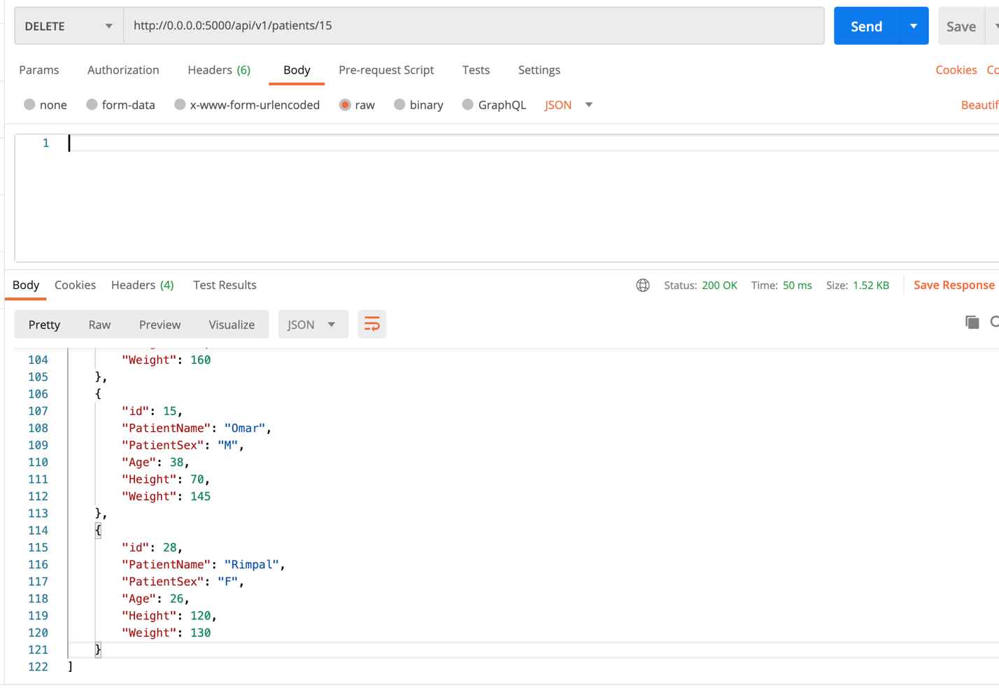 DELETE http://0.0.0.0:5000/api/v1/patients/15 Send Save
Params Authorization Headers (6) Body Pre-request Script Tests Settings Cookies
none form-data x-www-form-urlencoded raw binary GraphQL JSON Beautif
1
Body Cookies Headers (4) Test Results Status: 200 OK Time: 50 ms Size: 1.52 KB Save Response
Pretty Raw Preview Visualize JSON
104 "Weight": 160
105 },
106 {
107 "id": 15,
108 "PatientName": "Omar",
109 "PatientSex": "M",
110 "Age": 38,
111 "Height": 70,
112 "Weight": 145
113 },
114 {
115 "id": 28,
116 "PatientName": "Rimpal",
117 "PatientSex": "F",
118 "Age": 26,
119 "Height": 120,
120 "Weight": 130
121 }
122 ]